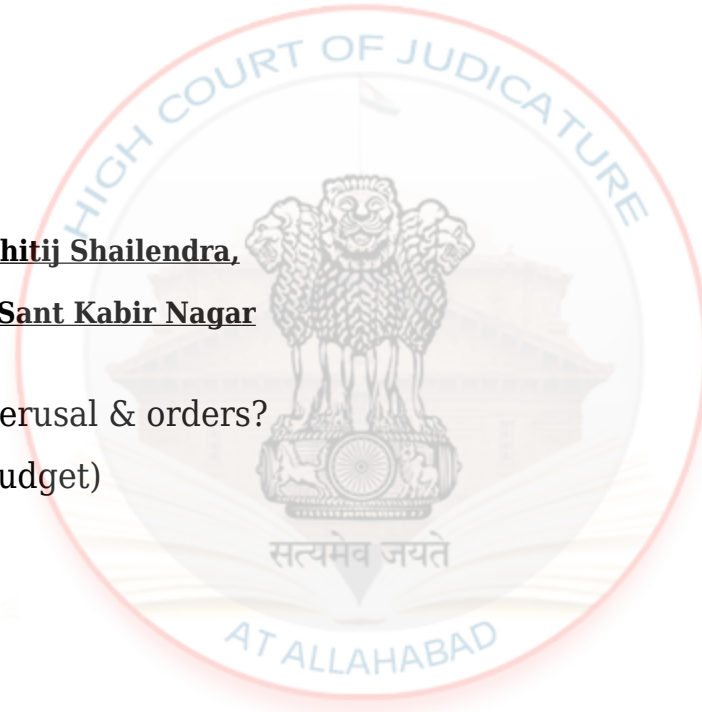 HIGH COURT OF JUDICATURE
hitij Shailendra,
Sant Kabir Nagar
erusal & orders?
udget)
सत्यमेव जयते
AT ALLAHABAD